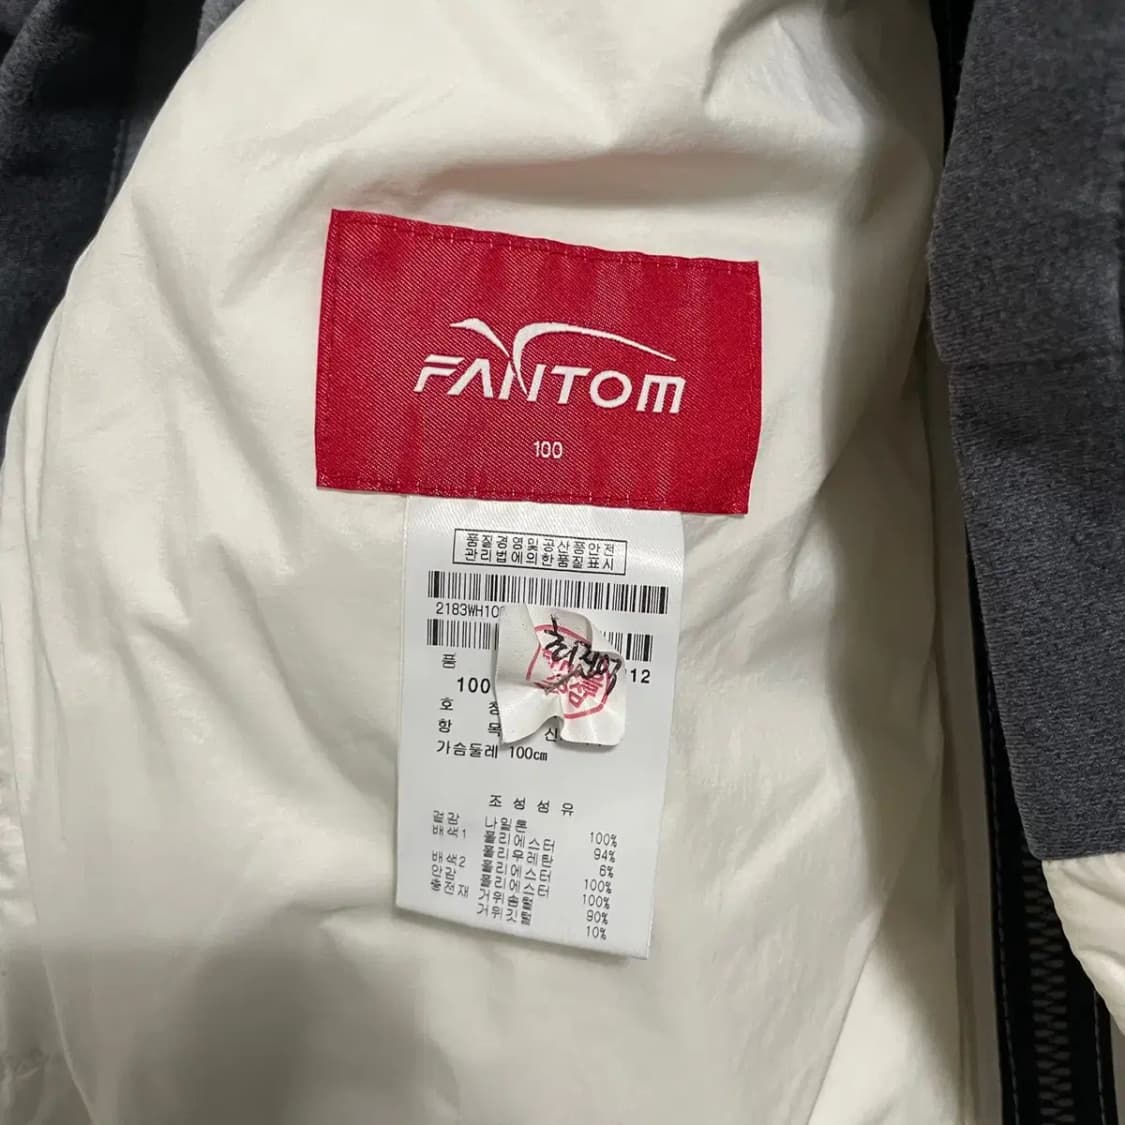 FANTOM
100
품질경영및공산품안전
관리법에의한품질표시
2183WH10
12
품
100
호 칭
항 목 신
가슴둘레 100cm
조 성 섬 유
겉감 나일론 100%
배색1 폴리에스터 94%
폴리우레탄 6%
배색2 폴리에스터 100%
안감 폴리에스터 100%
충전재 거위솜털 90%
거위깃털 10%